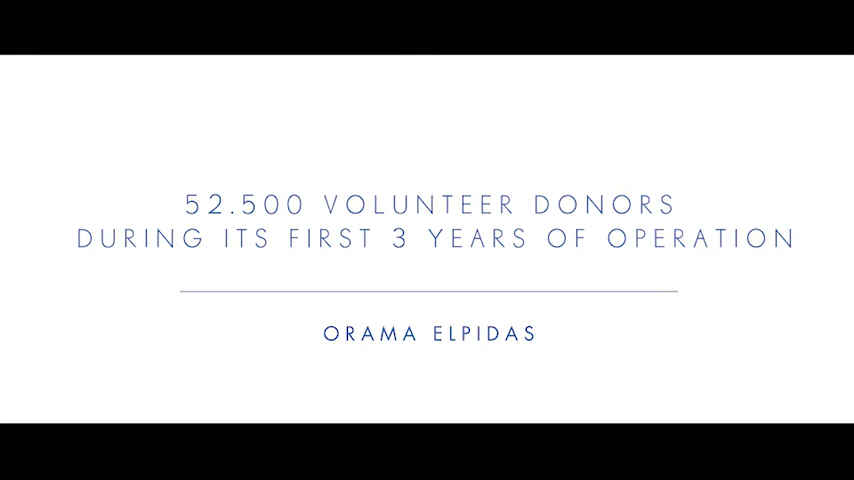 52.500 VOLUNTEER DONORS
DURING ITS FIRST 3 YEARS OF OPERATION
ORAMA ELPIDAS